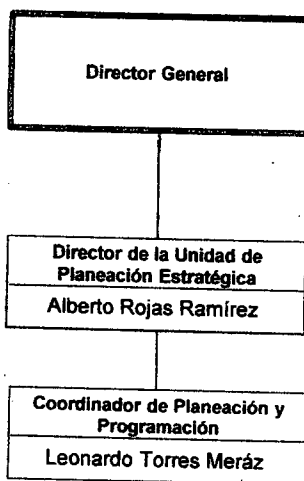 Director General
Director de la Unidad de
Planeación Estratégica
Alberto Rojas Ramírez
Coordinador de Planeación y
Programación
Leonardo Torres Meráz